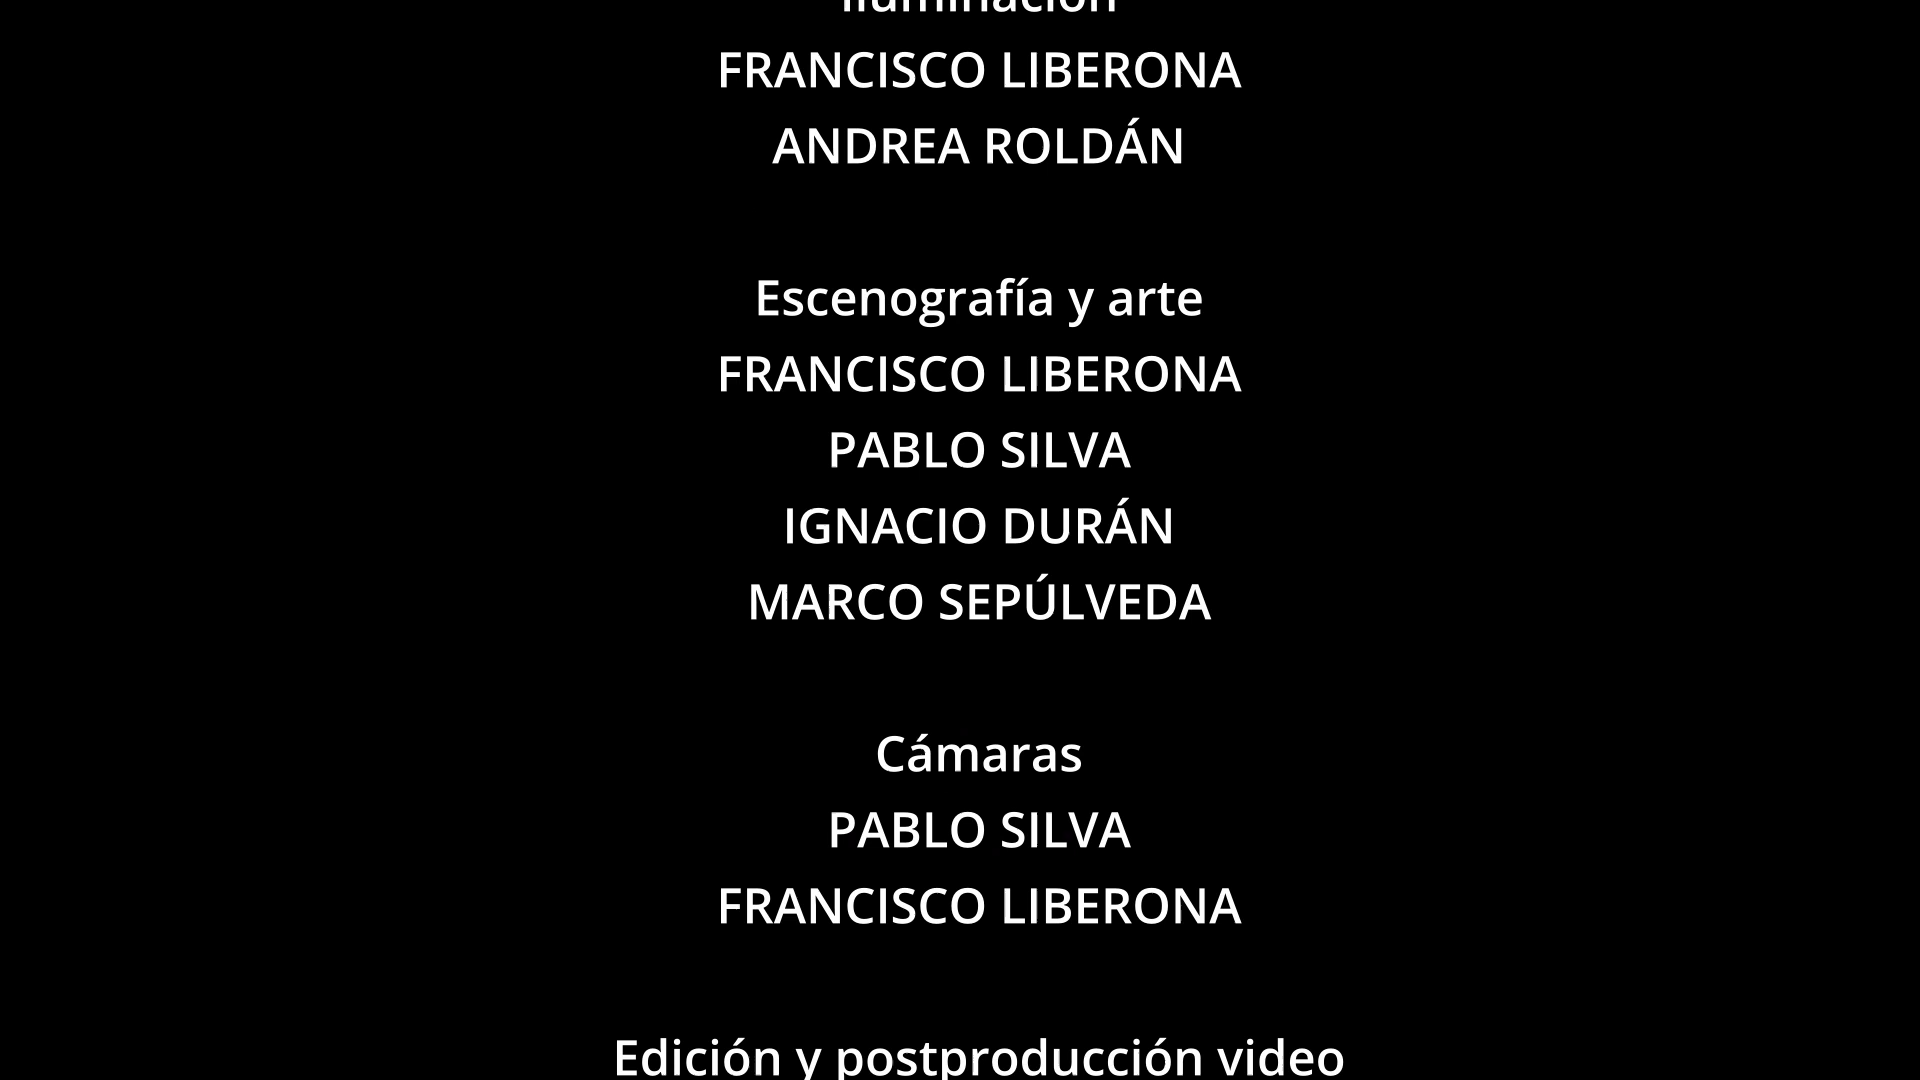 Iluminación
FRANCISCO LIBERONA
ANDREA ROLDÁN
Escenografía y arte
FRANCISCO LIBERONA
PABLO SILVA
IGNACIO DURÁN
MARCO SEPÚLVEDA
Cámaras
PABLO SILVA
FRANCISCO LIBERONA
Edición y postproducción video